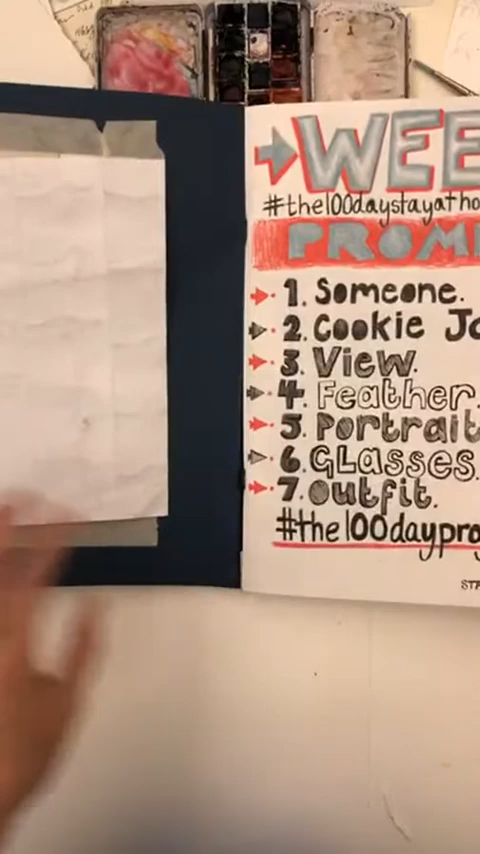 WEE
#the100daystayatho
PROM
1. Someone.
2. Cookie Ja
3. View.
4. Feather.
5. Portrait
6. GLasses.
7. Outfit.
#the100daypro